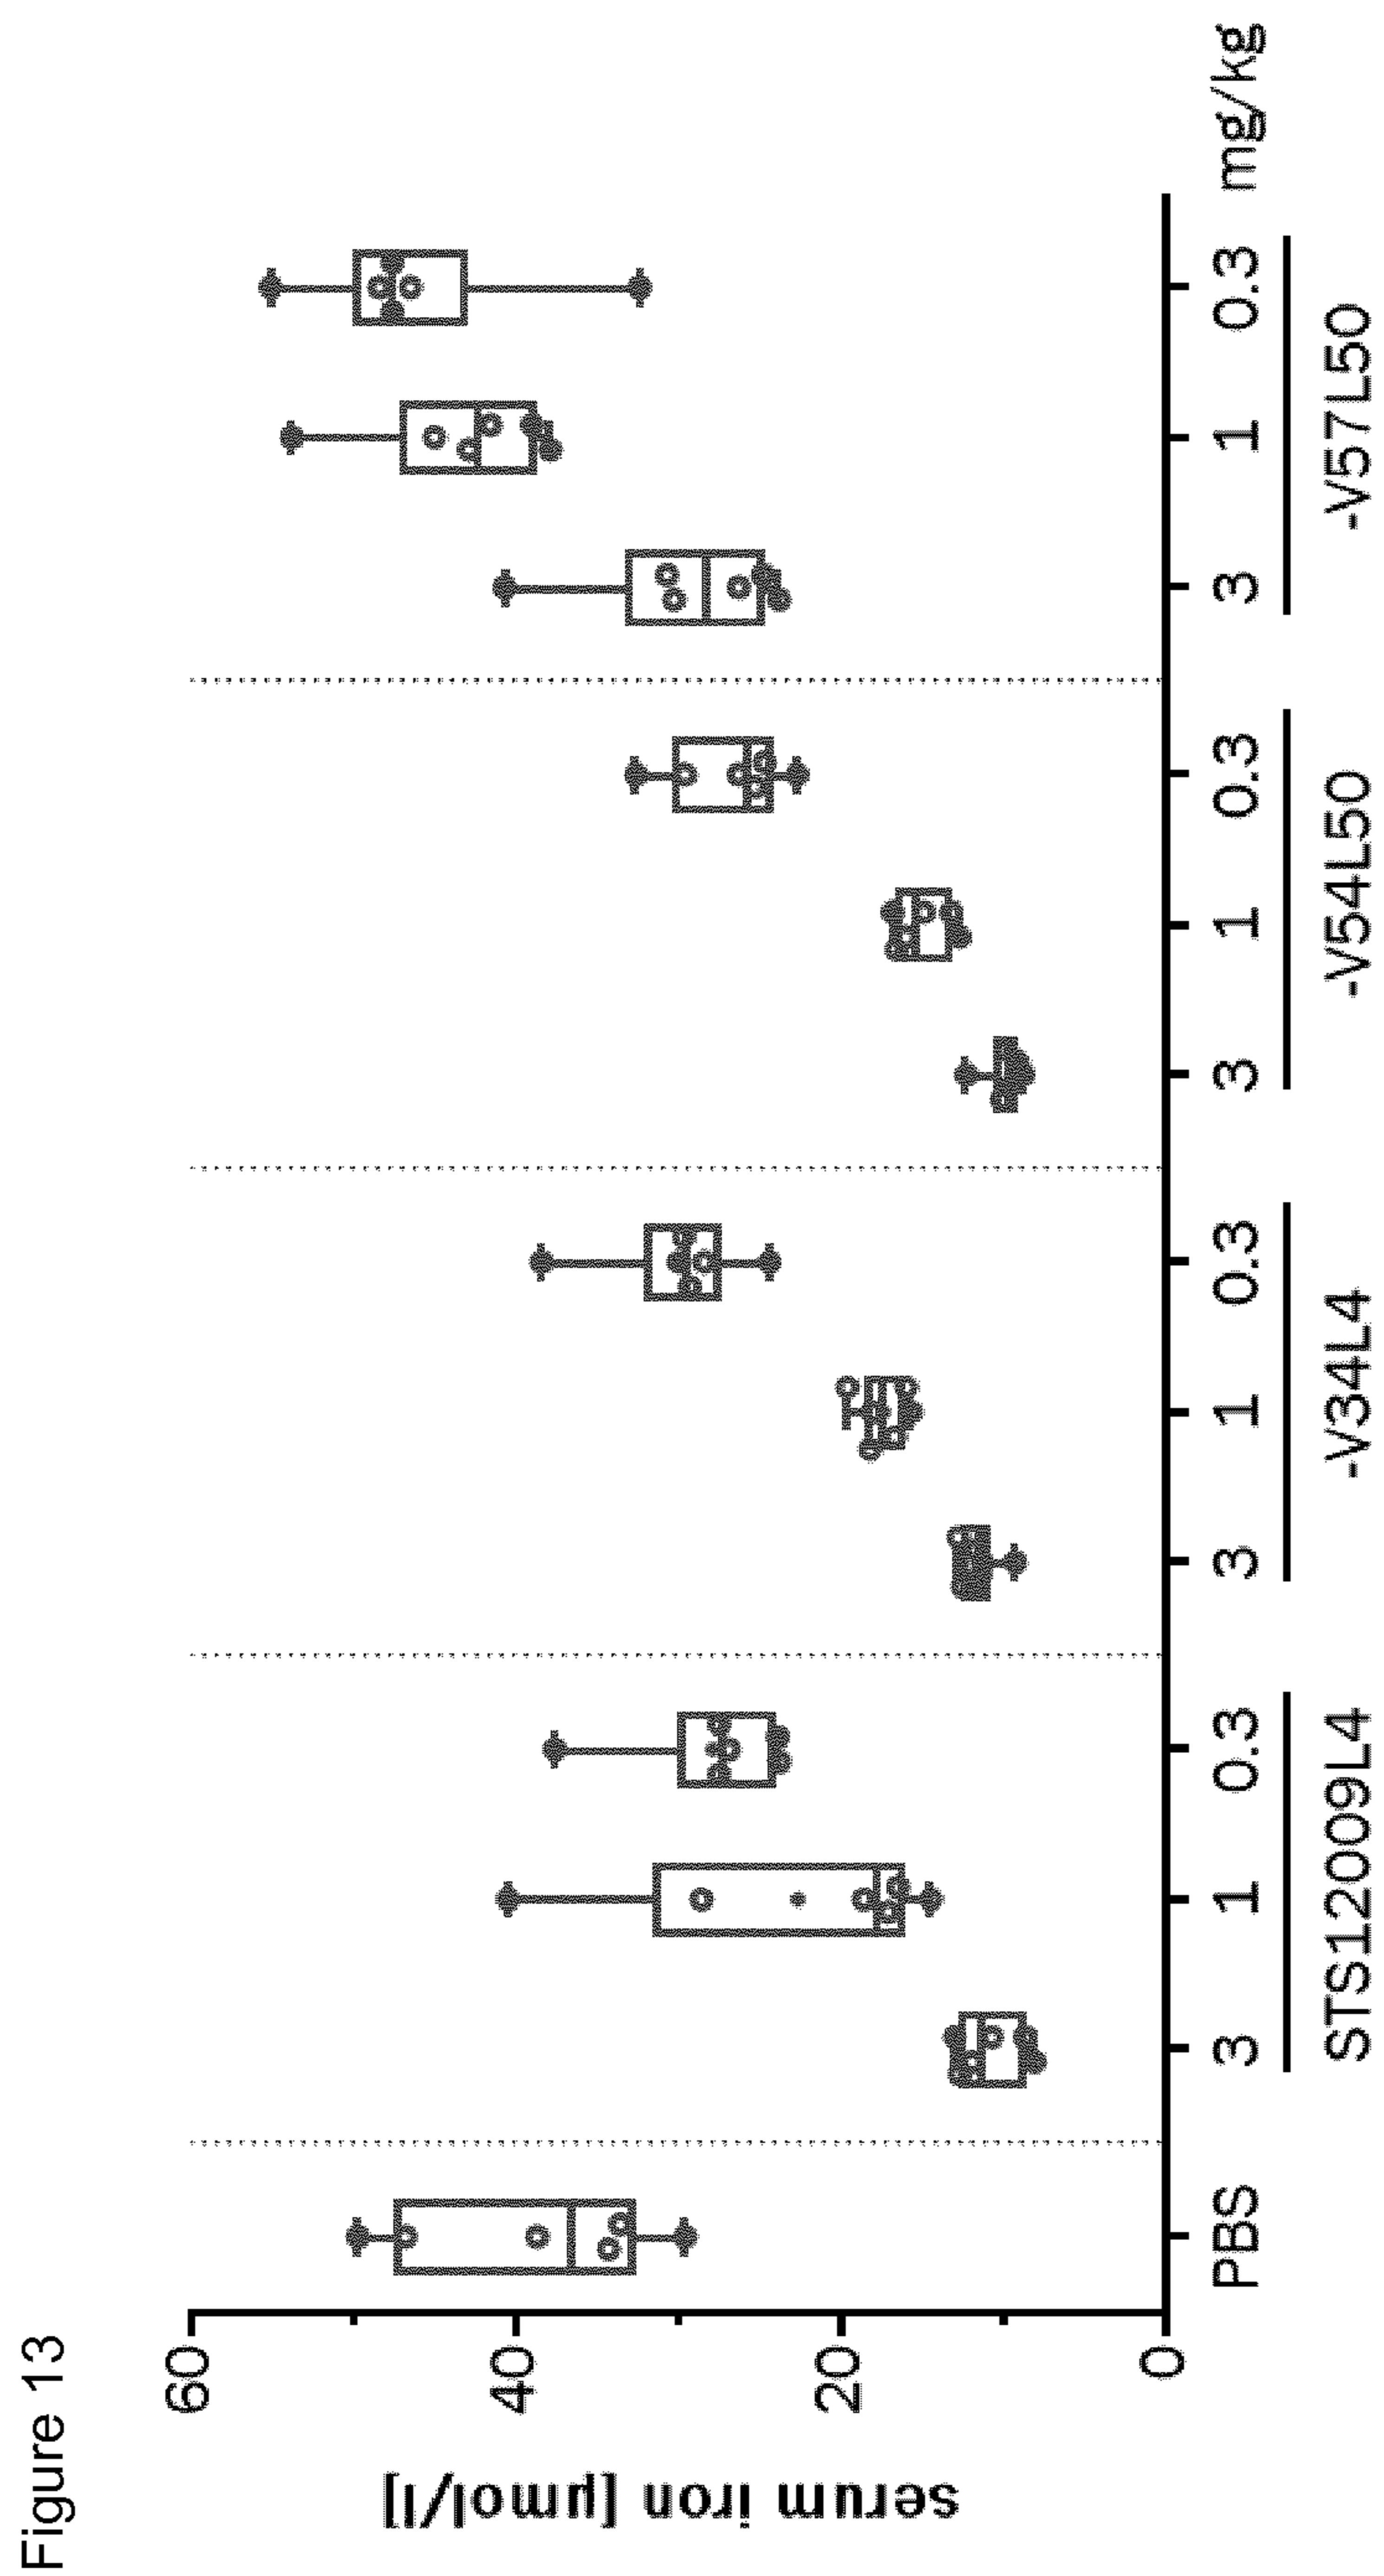 Figure 13
serum iron [µmol/l]
60
40
20
0
PBS 3 1 0.3 3 1 0.3 3 1 0.3 3 1 0.3 mg/kg
STS12009L4 -V34L4 -V54L50 -V57L50